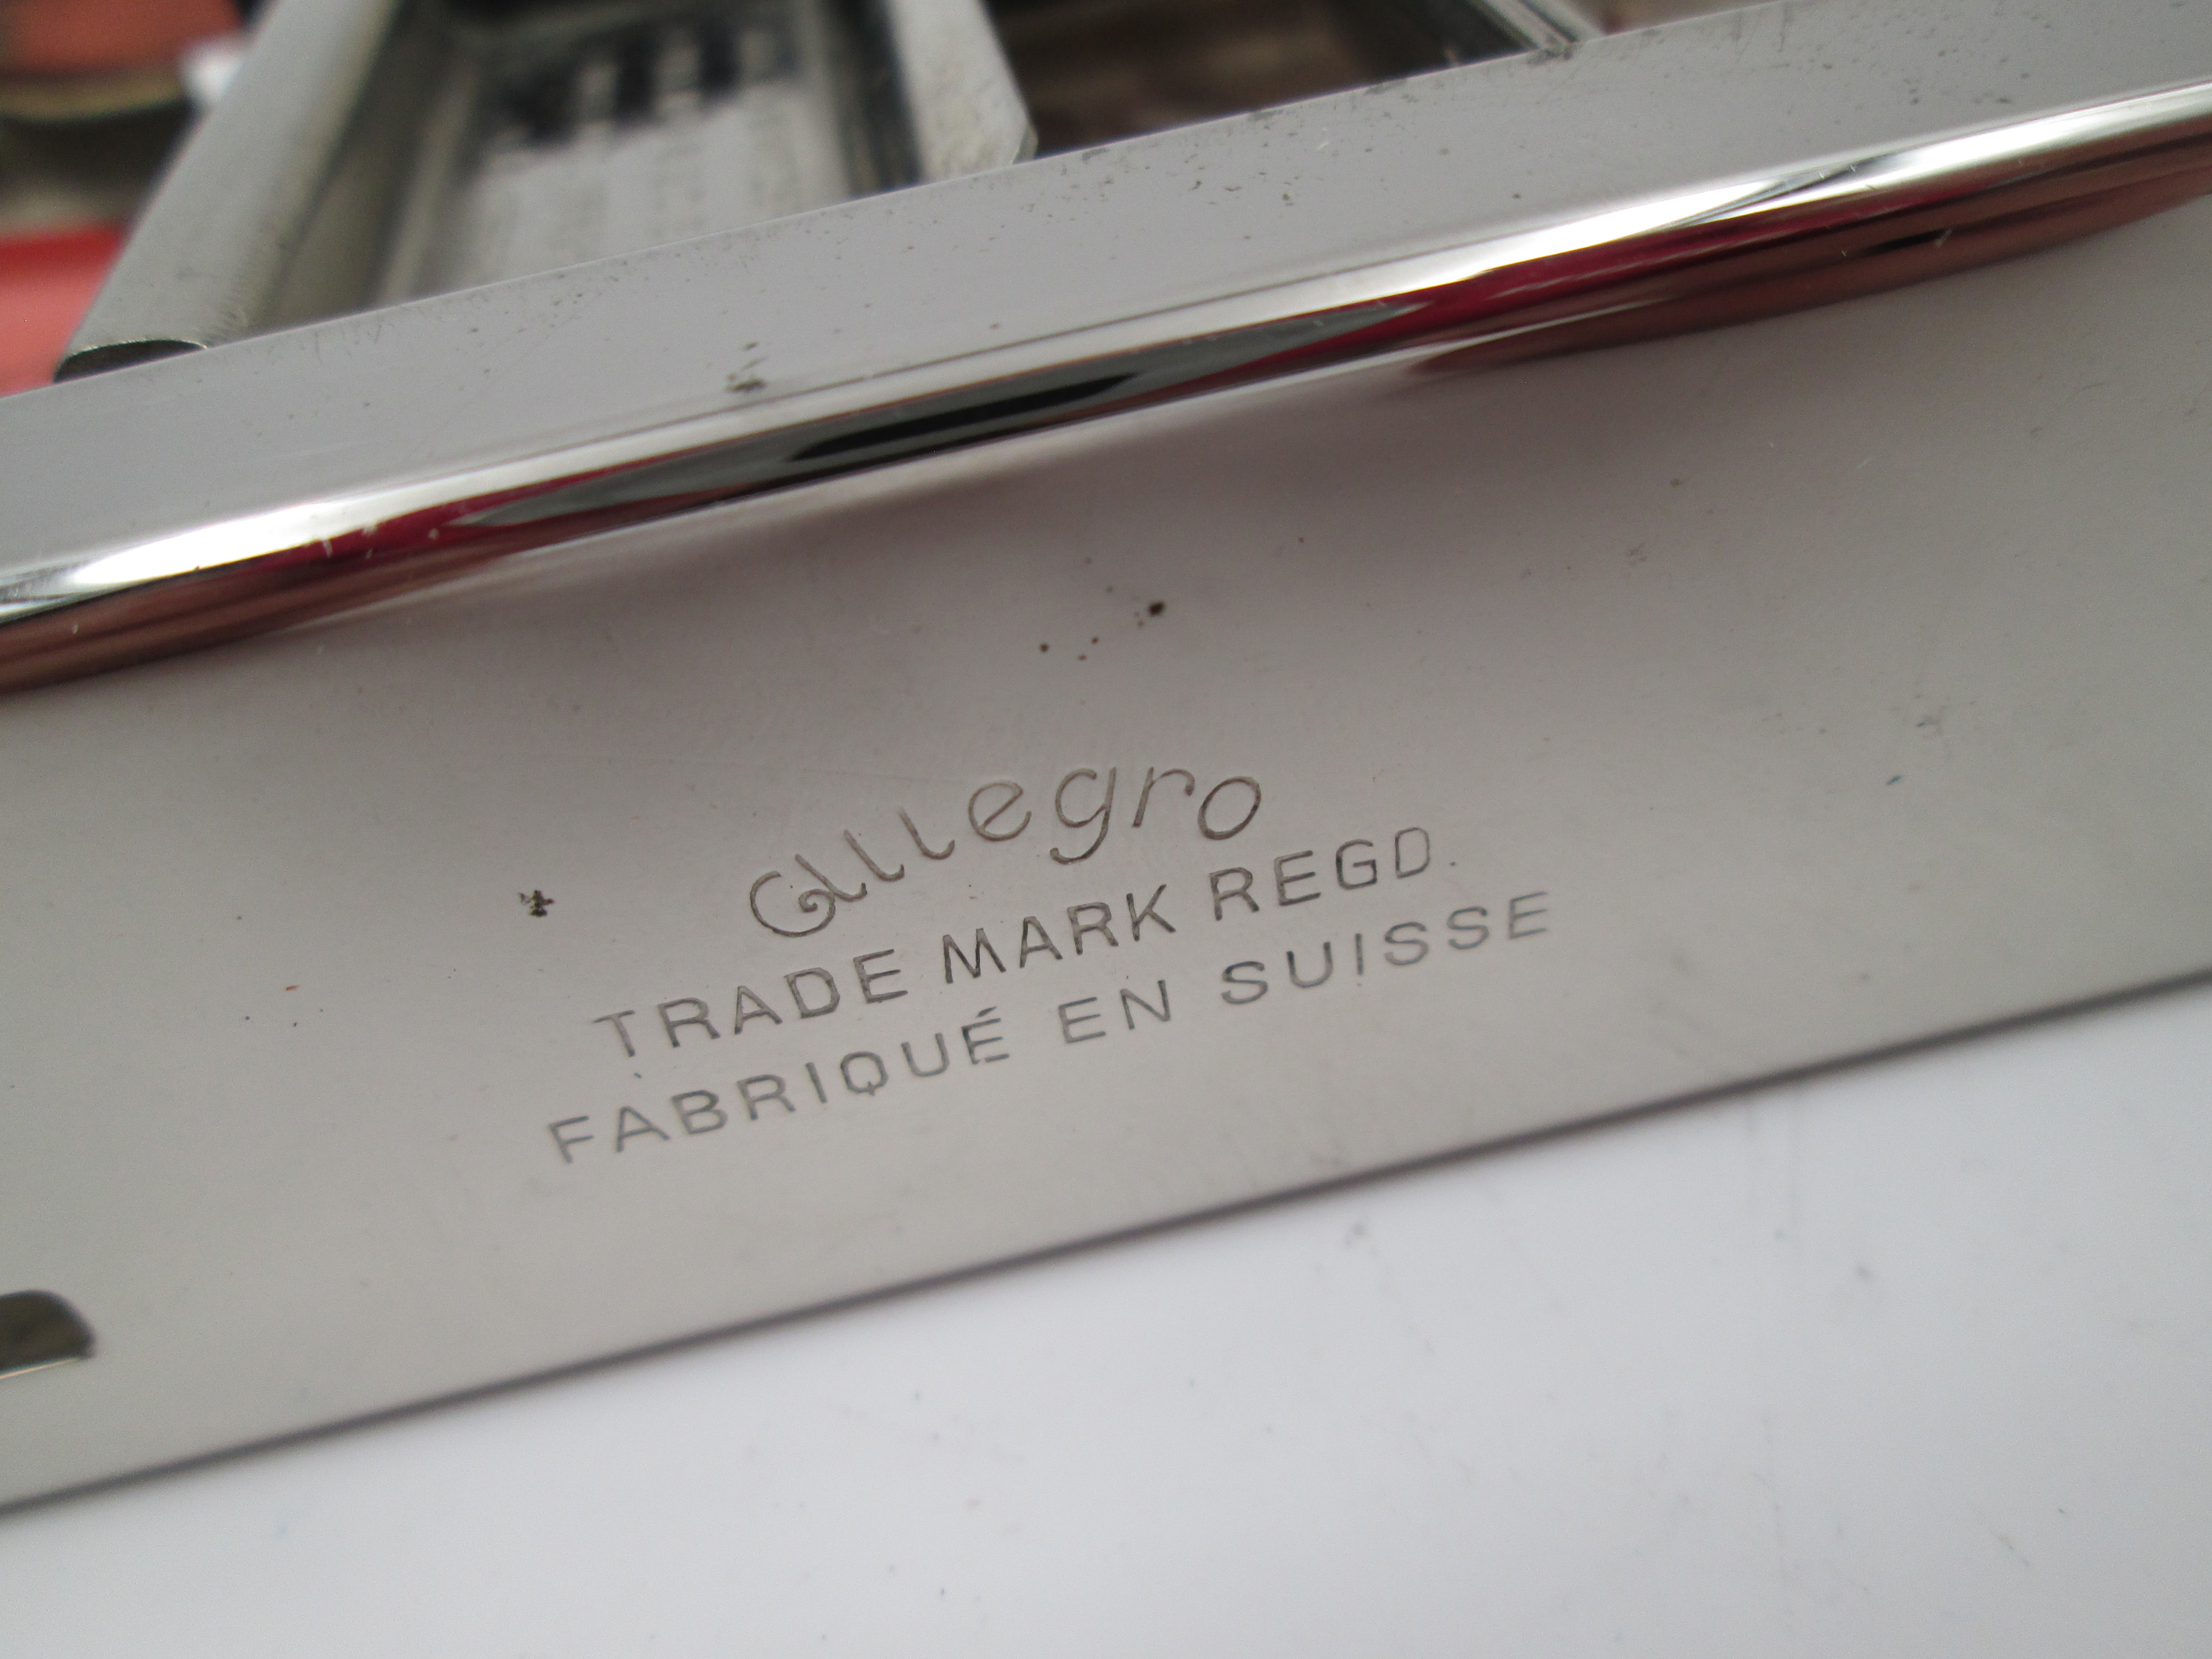 Allegro
TRADE MARK REGD.
FABRIQUÉ EN SUISSE